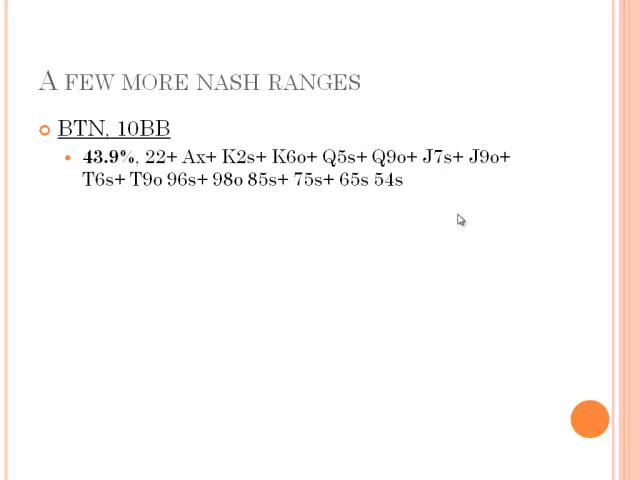 A FEW MORE NASH RANGES
BTN, 10BB
43.9%, 22+ Ax+ K2s+ K6o+ Q5s+ Q9o+ J7s+ J9o+
T6s+ T9o 96s+ 98o 85s+ 75s+ 65s 54s